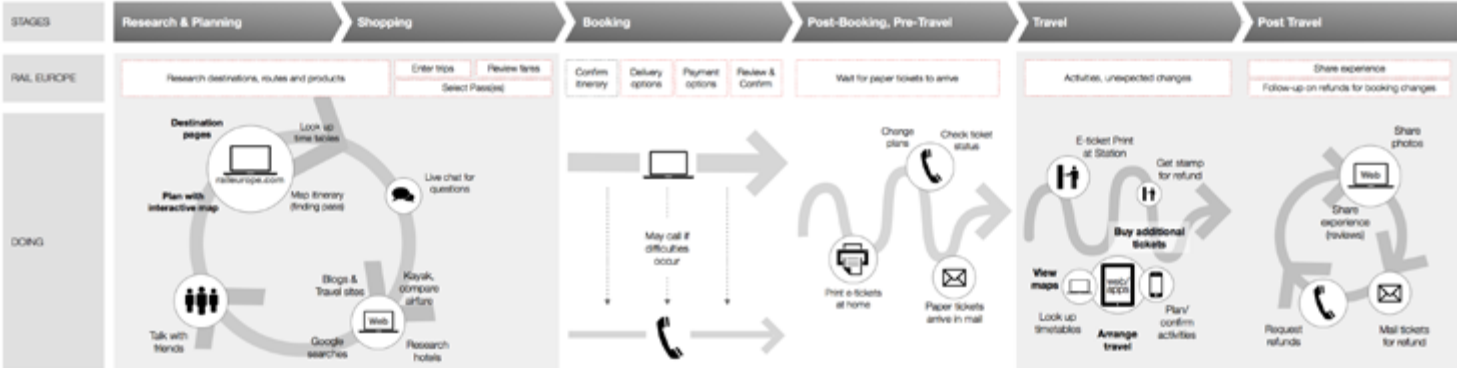 STAGES
Research & Planning
Shopping
Booking
Post-Booking, Pre-Travel
Travel
Post Travel
RAIL EUROPE
Research destinations, routes and products
Enter trips
Review fares
Select Pass(es)
Confirm
itinerary
Delivery
options
Payment
options
Review &
Confirm
Wait for paper tickets to arrive
Activities, unexpected changes
Share experience
Follow-up on refunds for booking changes
DOING
Destination
pages
Look up
time tables
raileurope.com
Plan with
interactive map
Map itinerary
(finding pass)
Live chat for
questions
Blogs &
Travel sites
Kayak,
compare
airfare
Web
Talk with
friends
Google
searches
Research
hotels
May call if
difficulties
occur
Change
plans
Check ticket
status
Print e-tickets
at home
Paper tickets
arrive in mail
E-ticket Print
at Station
Get stamp
for refund
Buy additional
tickets
View
maps
web/
apps
Look up
timetables
Plan/
confirm
activities
Arrange
travel
Share
photos
Web
Share
experience
(reviews)
Request
refunds
Mail tickets
for refund